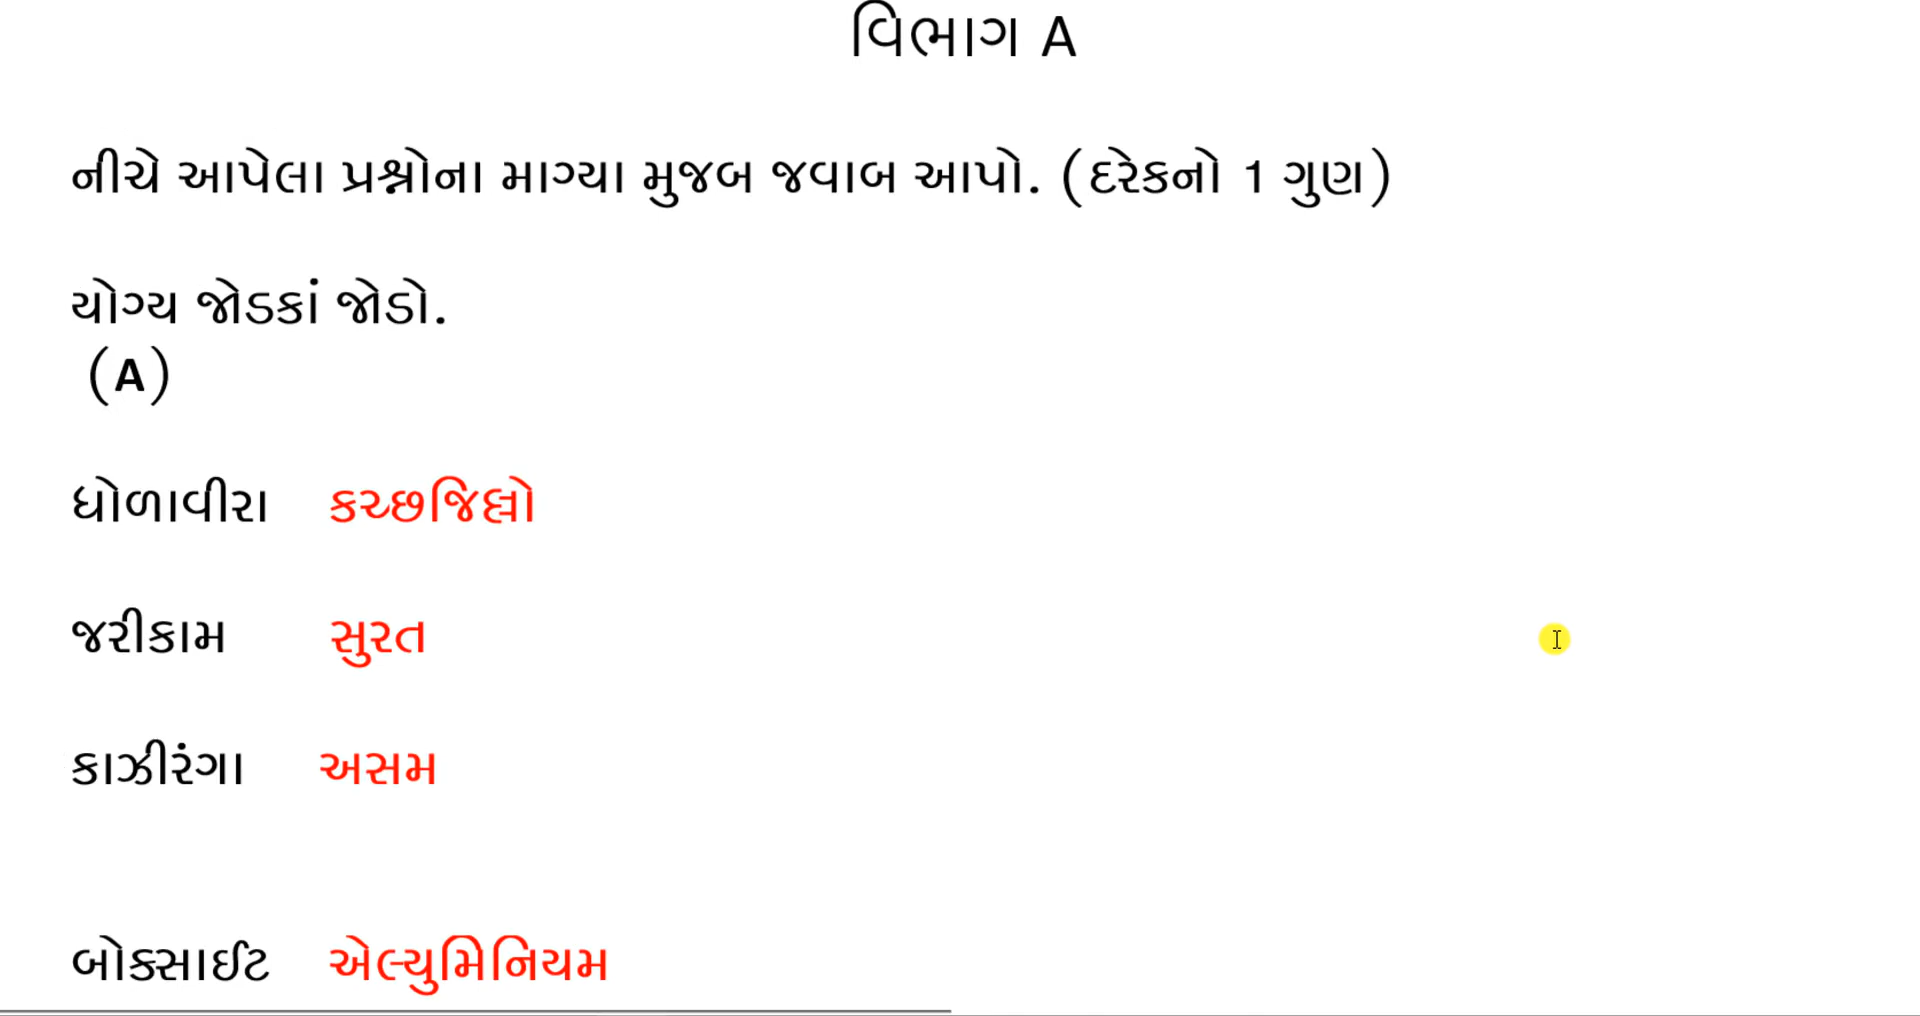 વિભાગ A
નીચે આપેલા પ્રશ્નોના માગ્યા મુજબ જવાબ આપો. (દરેકનો 1 ગુણ)
યોગ્ય જોડકાં જોડો.
(A)
ધોળાવીરા કચ્છજિલ્લો
જરીકામ સુરત
કાઝીરંગા અસમ
બોક્સાઈટ એલ્યુમિનિયમ